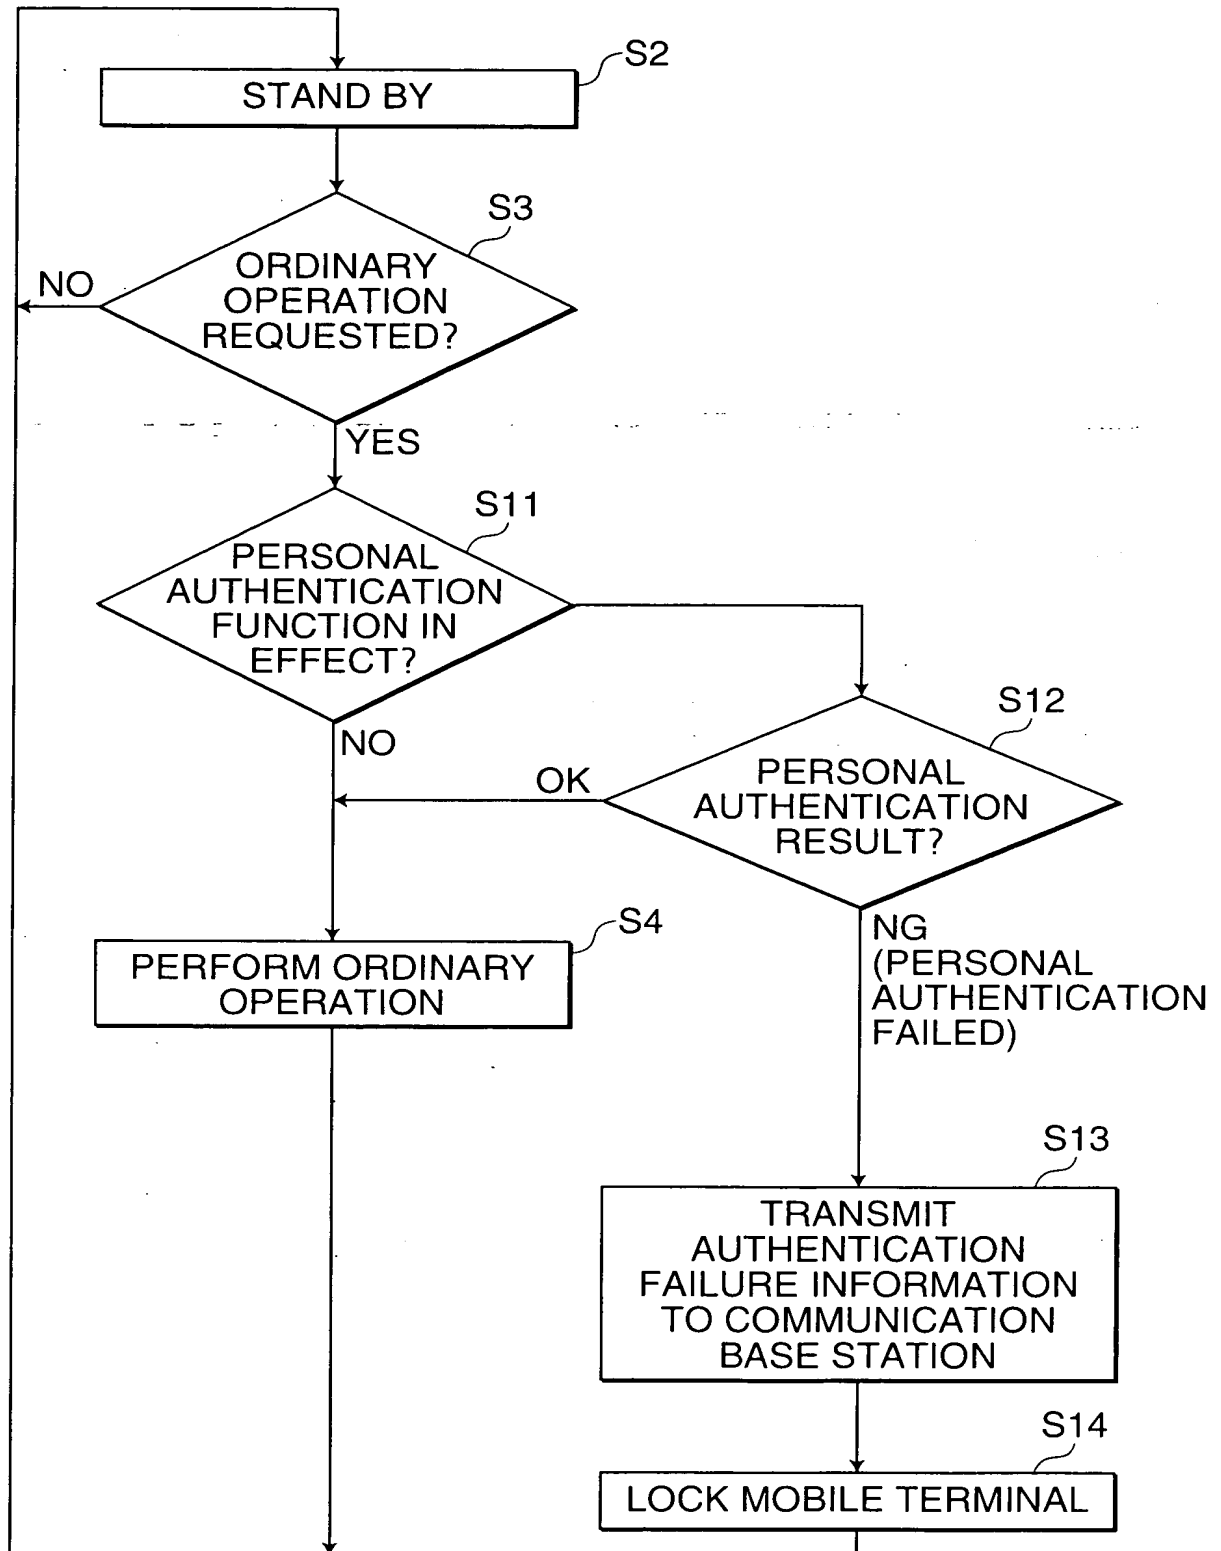 S2
STAND BY
S3
ORDINARY
OPERATION
REQUESTED?
NO
YES
S11
PERSONAL
AUTHENTICATION
FUNCTION IN
EFFECT?
NO
S12
PERSONAL
AUTHENTICATION
RESULT?
OK
NG
(PERSONAL
AUTHENTICATION
FAILED)
S4
PERFORM ORDINARY
OPERATION
S13
TRANSMIT
AUTHENTICATION
FAILURE INFORMATION
TO COMMUNICATION
BASE STATION
S14
LOCK MOBILE TERMINAL